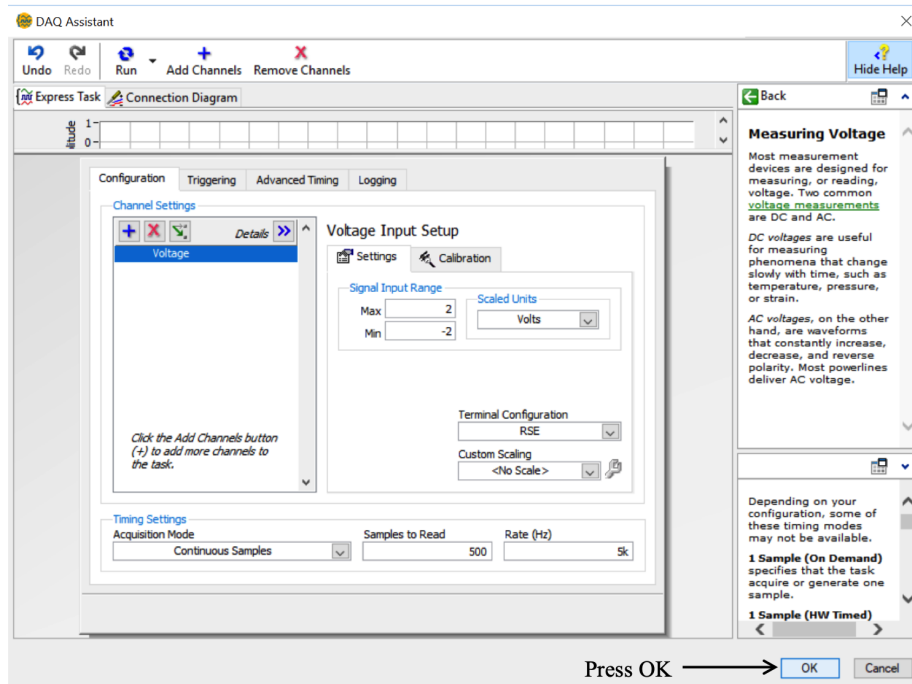 DAQ Assistant
Undo Redo Run Add Channels Remove Channels Hide Help
Express Task Connection Diagram
1
0
Configuration Triggering Advanced Timing Logging
Channel Settings
Details
Voltage
Click the Add Channels button
(+) to add more channels to
the task.
Voltage Input Setup
Settings Calibration
Signal Input Range
Max 2
Min -2
Scaled Units
Volts
Terminal Configuration
RSE
Custom Scaling
<No Scale>
Timing Settings
Acquisition Mode Samples to Read Rate (Hz)
Continuous Samples 500 5k
Back
Measuring Voltage
Most measurement
devices are designed for
measuring, or reading,
voltage. Two common
voltage measurements
are DC and AC.
DC voltages are useful
for measuring
phenomena that change
slowly with time, such as
temperature, pressure,
or strain.
AC voltages, on the other
hand, are waveforms
that constantly increase,
decrease, and reverse
polarity. Most powerlines
deliver AC voltage.
Depending on your
configuration, some of
these timing modes
may not be available.
1 Sample (On Demand)
specifies that the task
acquire or generate one
sample.
1 Sample (HW Timed)
Press OK
OK Cancel